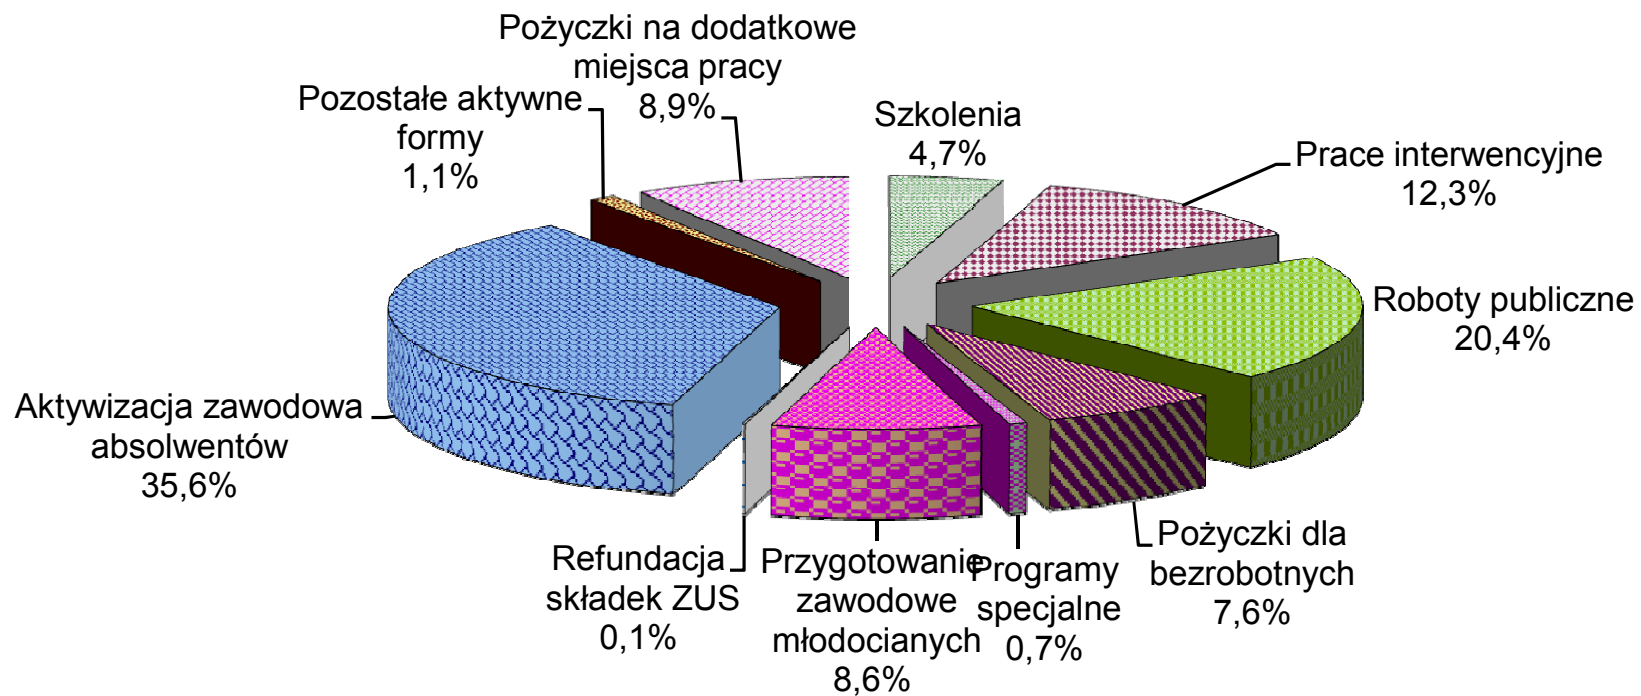 Pożyczki na dodatkowe
miejsca pracy
8,9%
Pozostałe aktywne
formy
1,1%
Szkolenia
4,7%
Prace interwencyjne
12,3%
Roboty publiczne
20,4%
Aktywizacja zawodowa
absolwentów
35,6%
Refundacja
składek ZUS
0,1%
Przygotowanie
zawodowe
młodocianych
8,6%
Programy
specjalne
0,7%
Pożyczki dla
bezrobotnych
7,6%